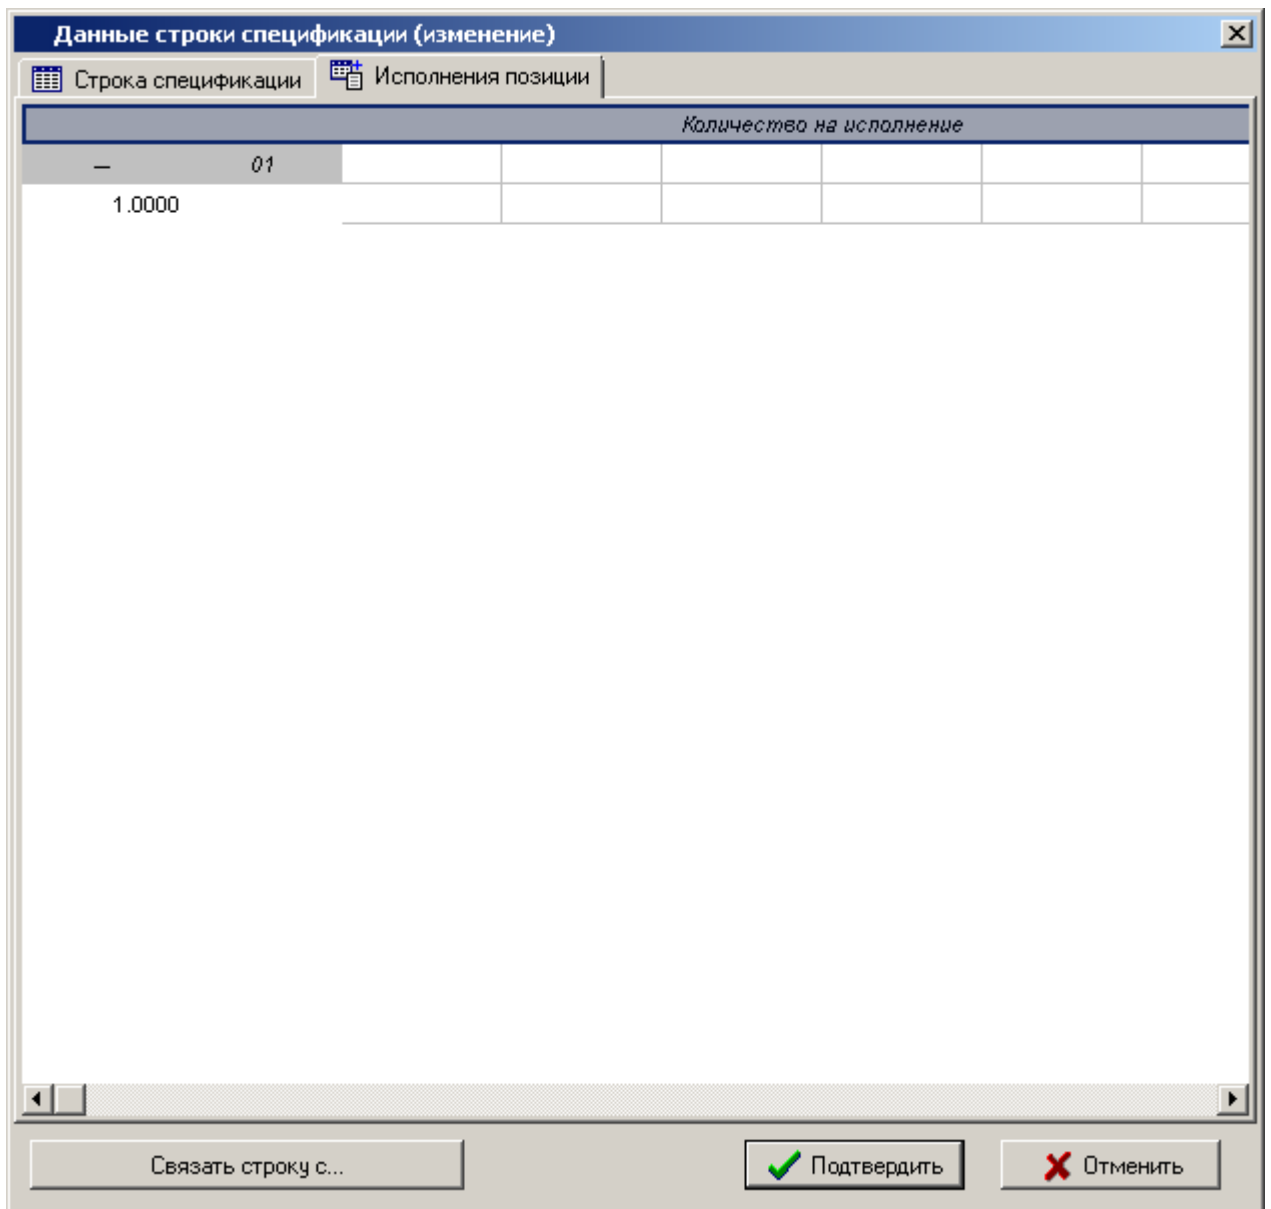 Данные строки спецификации (изменение)
Строка спецификации Исполнения позиции
Количество на исполнение
— 01
1.0000
Связать строку с... Подтвердить Отменить